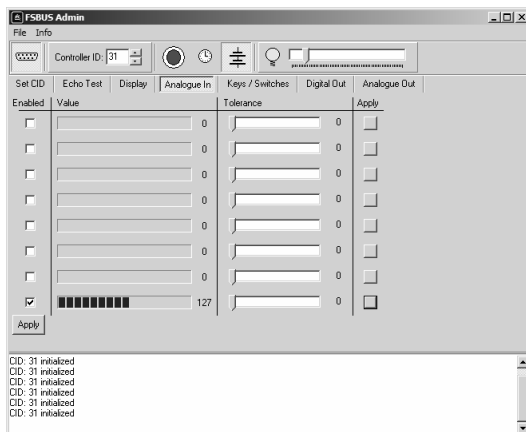 FSBUS Admin
File Info
Controller ID: 31
Set CID Echo Test Display Analogue In Keys / Switches Digital Out Analogue Out
Enabled Value Tolerance Apply
0 0
0 0
0 0
0 0
0 0
0 0
0 0
127 0
Apply
CID: 31 initialized
CID: 31 initialized
CID: 31 initialized
CID: 31 initialized
CID: 31 initialized
CID: 31 initialized